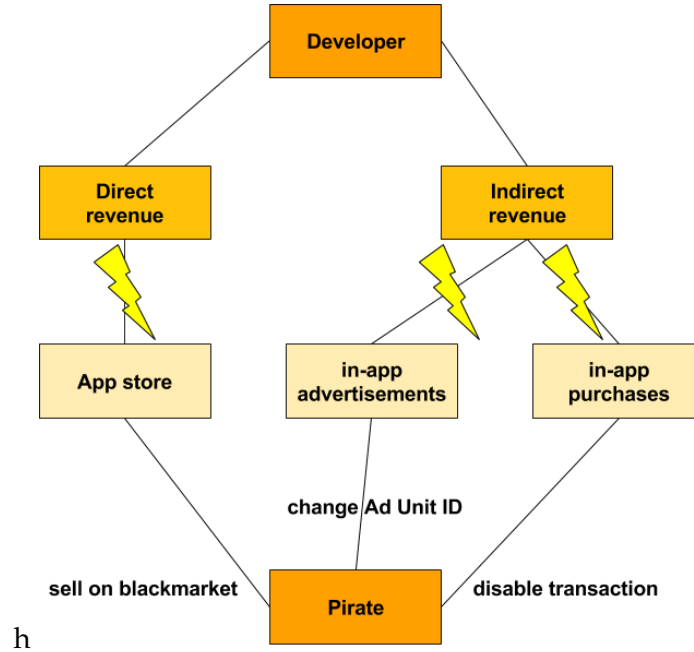 Developer
Direct
revenue
Indirect
revenue
App store
in-app
advertisements
in-app
purchases
change Ad Unit ID
sell on blackmarket
Pirate
disable transaction
h